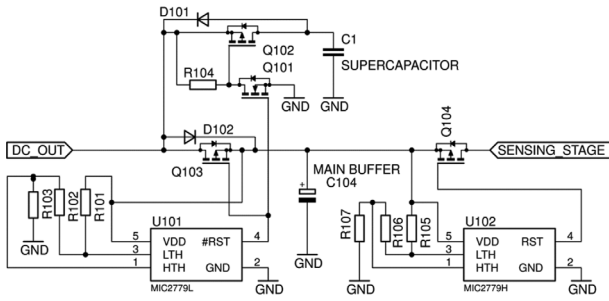 D101
Q102
C1
SUPERCAPACITOR
R104
Q101
GND
GND
Q104
DC_OUT
D102
SENSING_STAGE
Q103
MAIN BUFFER
C104
+
R103
R102
R101
U101
5 VDD #RST 4
3 LTH
1 HTH GND 2
GND
MIC2779L
GND
R107
R106
R105
U102
5 VDD RST 4
3 LTH
1 HTH GND 2
GND
MIC2779H
GND
GND